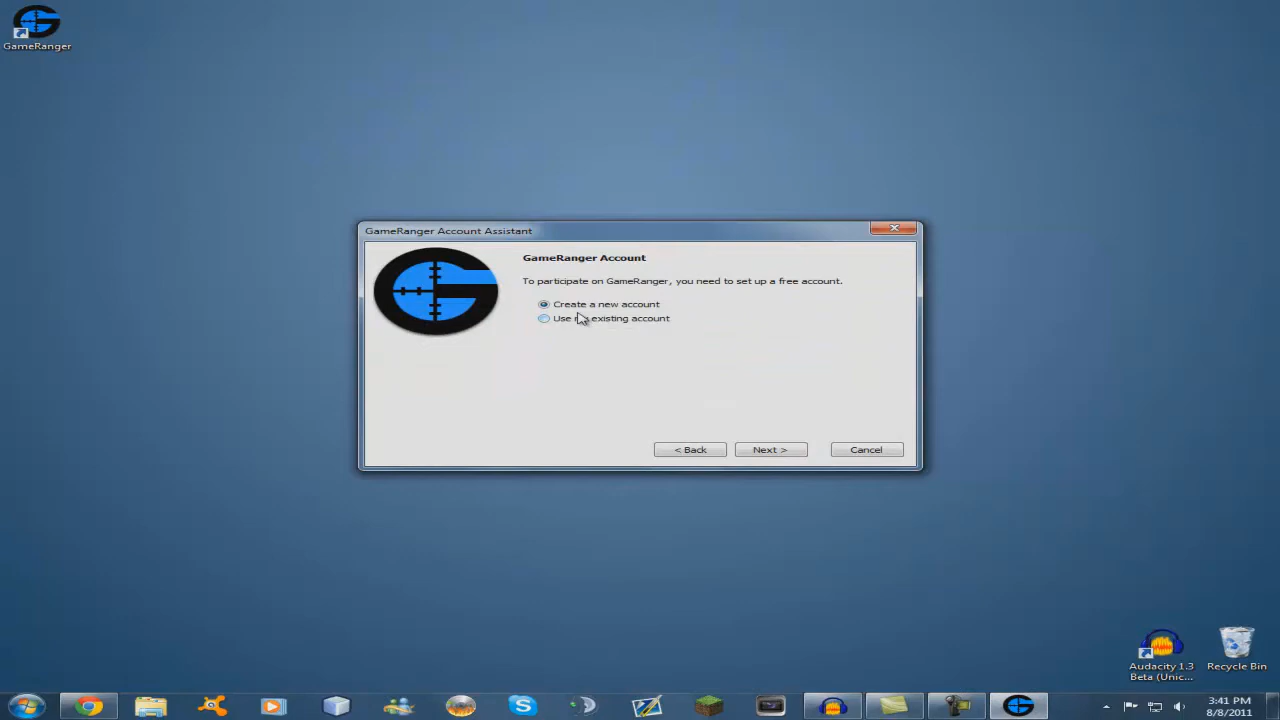 GameRanger
GameRanger Account Assistant
GameRanger Account
To participate on GameRanger, you need to set up a free account.
Create a new account
Use existing account
< Back
Next >
Cancel
Audacity 1.3
Beta (Unic...
Recycle Bin
3:41 PM
8/8/2011